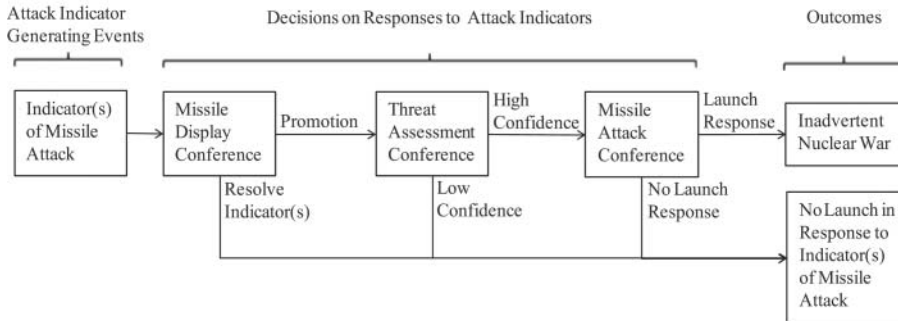 Attack Indicator
Generating Events
Decisions on Responses to Attack Indicators
Outcomes
Indicator(s)
of Missile
Attack
Missile
Display
Conference
Promotion
Threat
Assessment
Conference
High
Confidence
Missile
Attack
Conference
Launch
Response
Inadvertent
Nuclear War
Resolve
Indicator(s)
Low
Confidence
No Launch
Response
No Launch in
Response to
Indicator(s)
of Missile
Attack